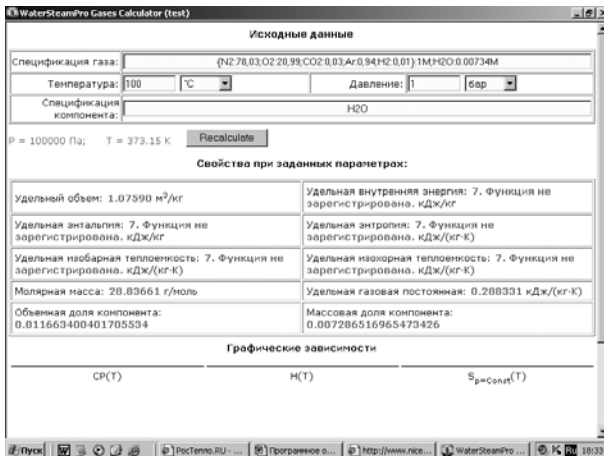 WaterSteamPro Gases Calculator (test)
Исходные данные
Спецификация газа: {N2:78,03;O2:20,99;CO2:0,03;Ar:0,94;H2:0,01}:1M;H2O:0.00734M
Температура: 100 °C Давление: 1 бар
Спецификация
компонента: H2O
P = 100000 Па; T = 373.15 K Recalculate
Свойства при заданных параметрах:
Удельный объем: 1.07590 м³/кг
Удельная внутренняя энергия: 7. Функция не
зарегистрирована. кДж/кг
Удельная энтальпия: 7. Функция не
зарегистрирована. кДж/кг
Удельная энтропия: 7. Функция не
зарегистрирована. кДж/(кг·К)
Удельная изобарная теплоемкость: 7. Функция не
зарегистрирована. кДж/(кг·К)
Удельная изохорная теплоемкость: 7. Функция не
зарегистрирована. кДж/(кг·К)
Молярная масса: 28.83661 г/моль
Удельная газовая постоянная: 0.288331 кДж/(кг·К)
Объемная доля компонента:
0.011663400401705534
Массовая доля компонента:
0.007286516965473426
Графические зависимости
CP(T) H(T) Sp=Const(T)
Пуск РосТепло.RU - ... Программное о... http://www.nice... WaterSteamPro ... Ru 18:33